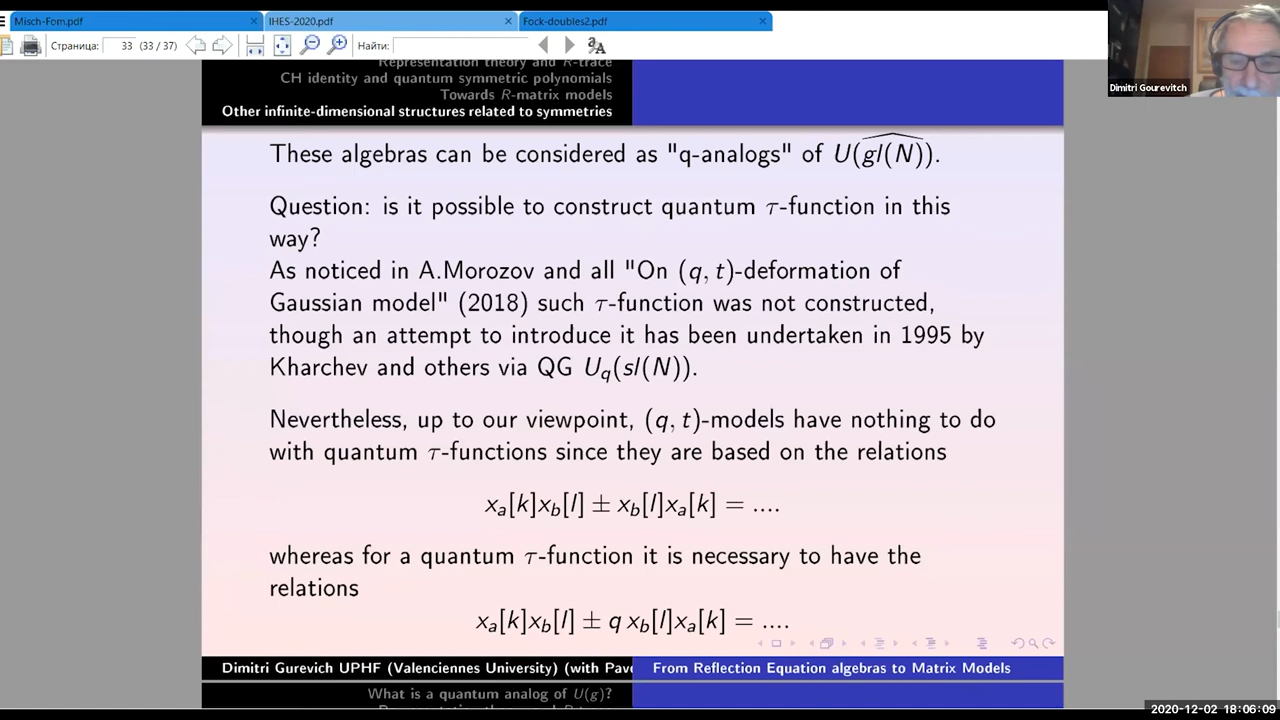 Misch-Fom.pdf
IHES-2020.pdf
Fock-doubles2.pdf
Страница: 33 (33 / 37)
Найти:
Representation theory and R-trace
CH identity and quantum symmetric polynomials
Towards R-matrix models
Other infinite-dimensional structures related to symmetries
Dimitri Gourevitch
These algebras can be considered as "q-analogs" of $U(\widehat{gl(N)})$.
Question: is it possible to construct quantum τ-function in this
way?
As noticed in A.Morozov and all "On (q, t)-deformation of
Gaussian model" (2018) such τ-function was not constructed,
though an attempt to introduce it has been undertaken in 1995 by
Kharchev and others via QG $U_q(sl(N))$.
Nevertheless, up to our viewpoint, (q, t)-models have nothing to do
with quantum τ-functions since they are based on the relations
$x_a[k]x_b[l] \pm x_b[l]x_a[k] = ....$
whereas for a quantum τ-function it is necessary to have the
relations
$x_a[k]x_b[l] \pm q\, x_b[l]x_a[k] = ....$
Dimitri Gurevich UPHF (Valenciennes University) (with Pav
From Reflection Equation algebras to Matrix Models
What is a quantum analog of U(g)?
2020-12-02 18:06:09